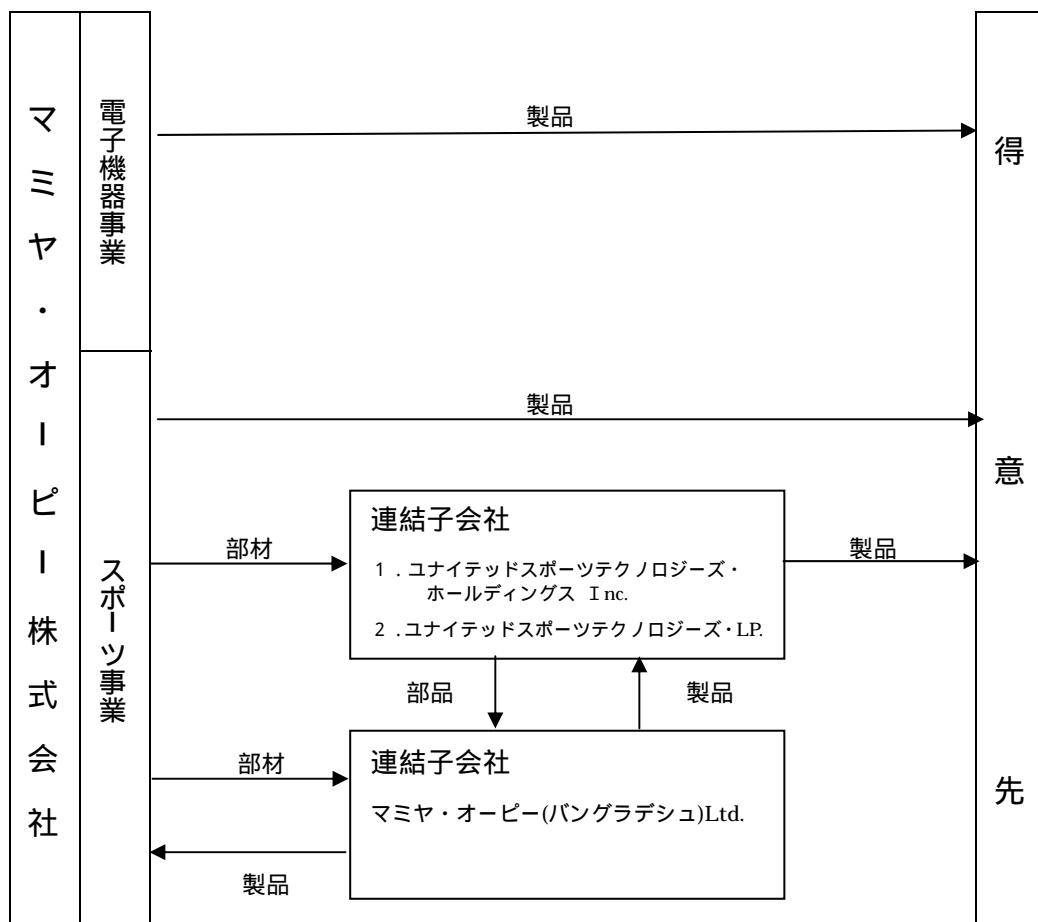 マミヤ・オーピー株式会社
電子機器事業
製品
得意先
製品
スポーツ事業
部材
連結子会社
1．ユナイテッドスポーツテクノロジーズ・
ホールディングス Inc.
2．ユナイテッドスポーツテクノロジーズ・LP.
製品
部品
製品
部材
連結子会社
マミヤ・オーピー(バングラデシュ)Ltd.
製品